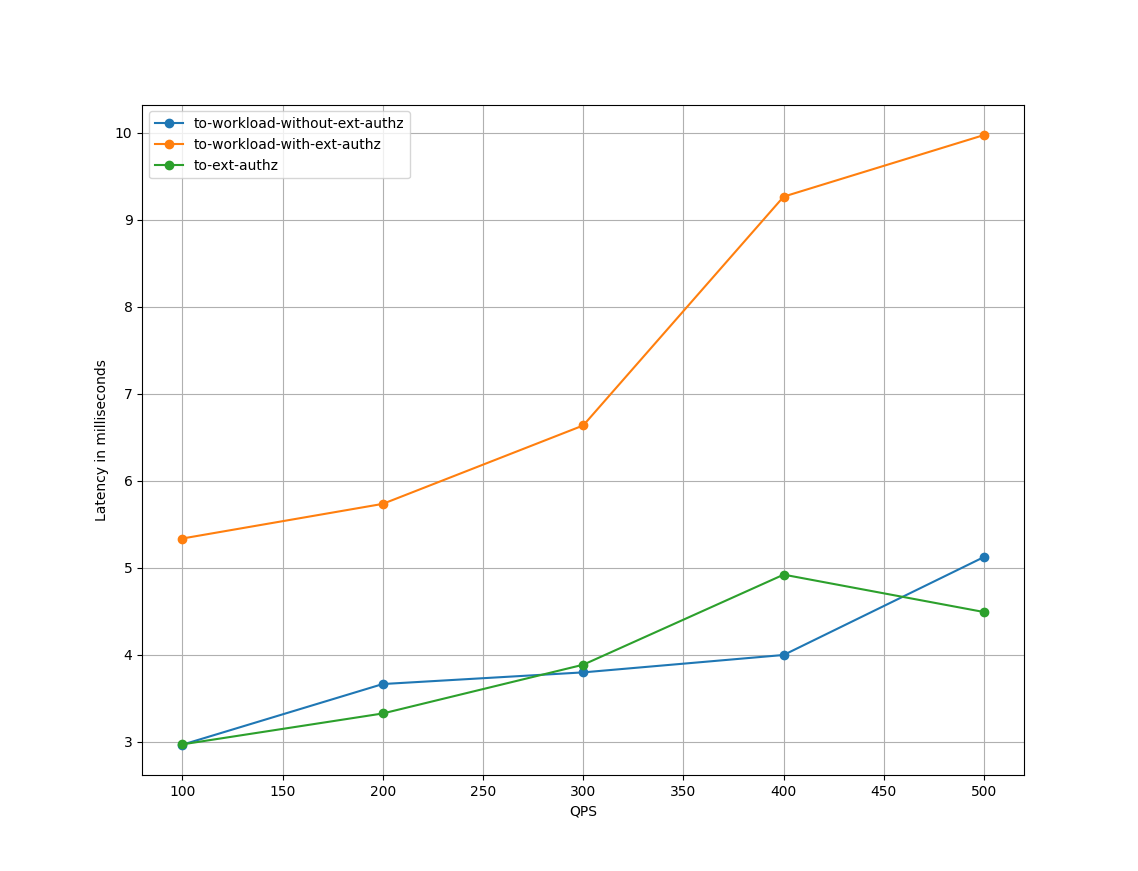 to-workload-without-ext-authz
to-workload-with-ext-authz
to-ext-authz
10
9
8
7
6
5
4
3
Latency in milliseconds
100 150 200 250 300 350 400 450 500
QPS